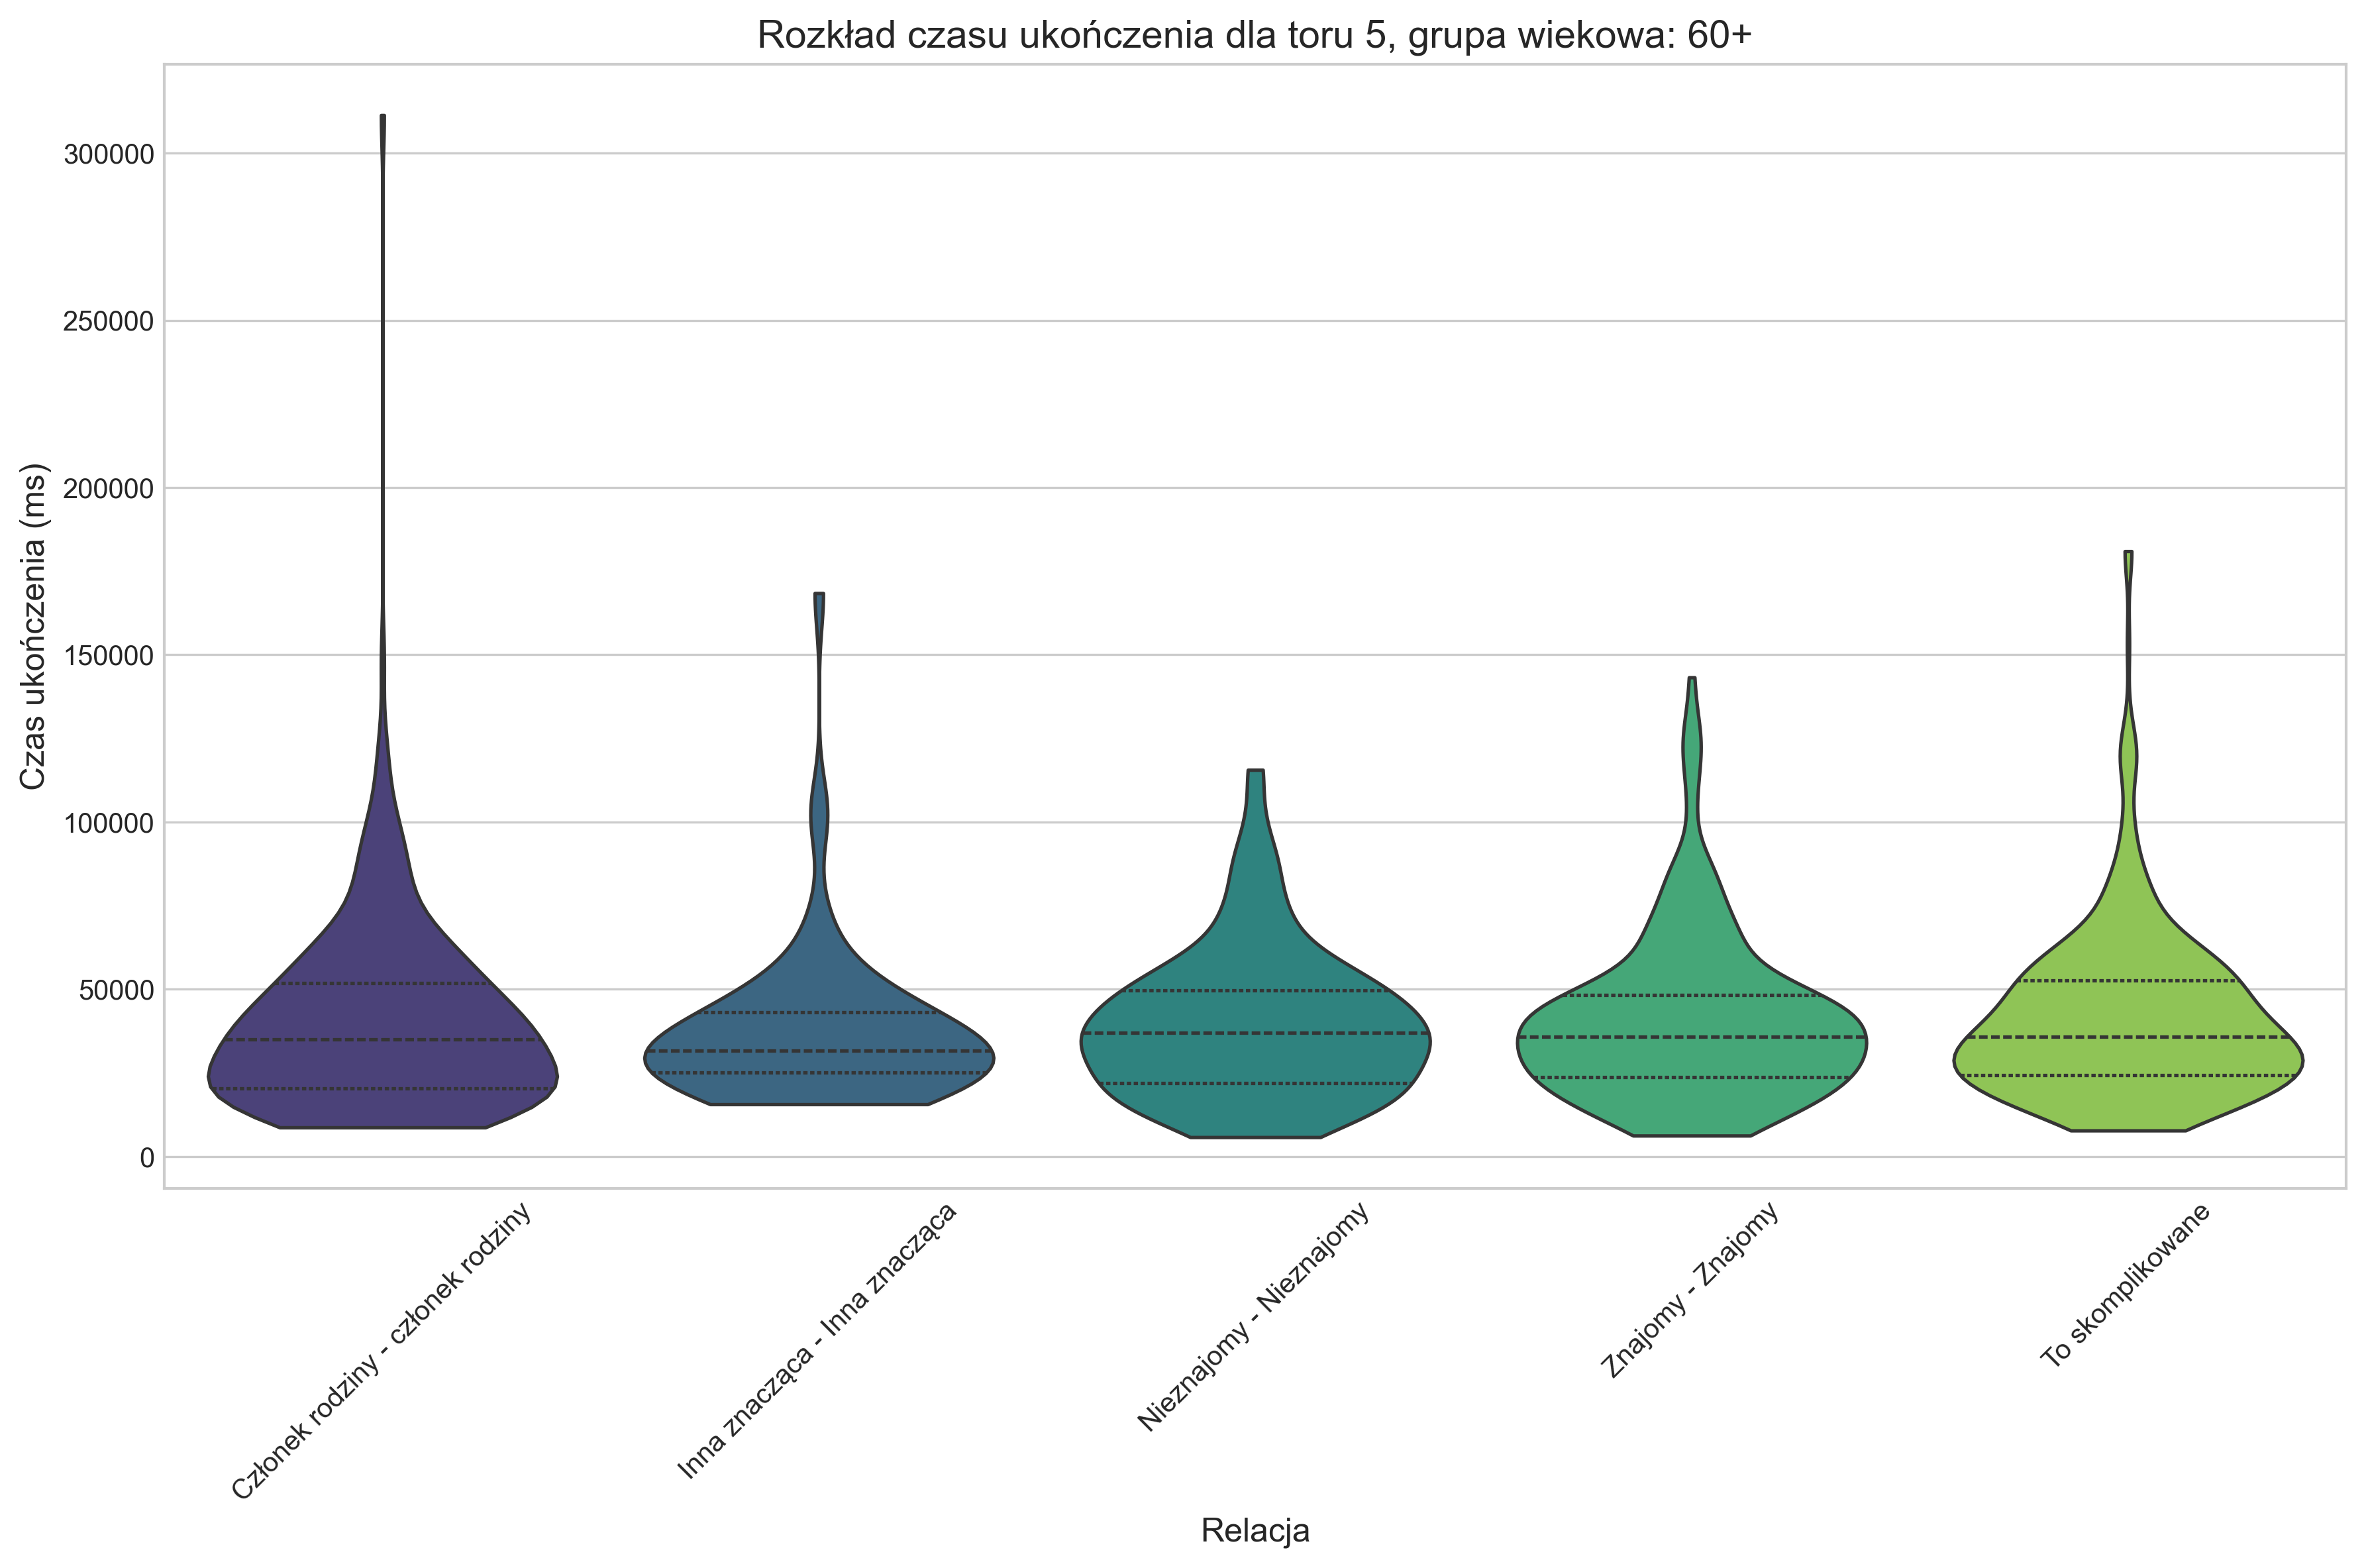 Rozkład czasu ukończenia dla toru 5, grupa wiekowa: 60+
Czas ukończenia (ms)
300000
250000
200000
150000
100000
50000
0
Członek rodziny - członek rodziny
Inna znacząca - Inna znacząca
Nieznajomy - Nieznajomy
Znajomy - Znajomy
To skomplikowane
Relacja